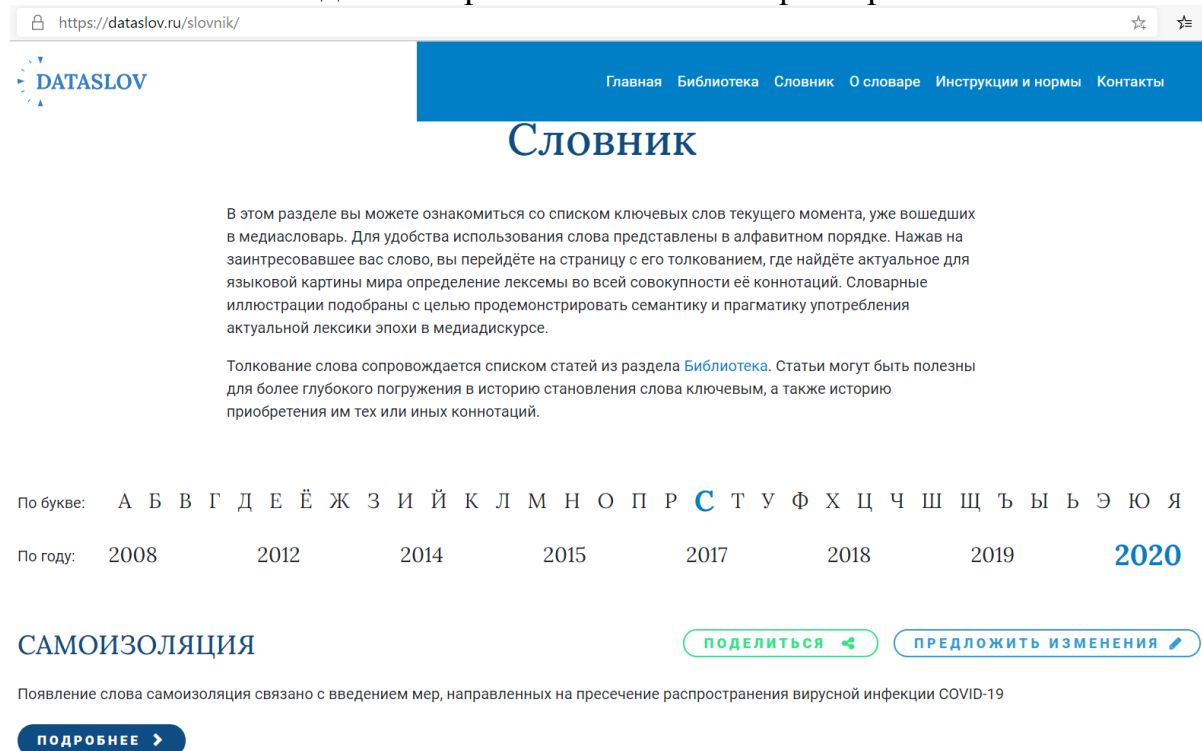 https://dataslov.ru/slovnik/
DATASLOV
Главная Библиотека Словник О словаре Инструкции и нормы Контакты
Словник
В этом разделе вы можете ознакомиться со списком ключевых слов текущего момента, уже вошедших
в медиасловарь. Для удобства использования слова представлены в алфавитном порядке. Нажав на
заинтресовавшее вас слово, вы перейдёте на страницу с его толкованием, где найдёте актуальное для
языковой картины мира определение лексемы во всей совокупности её коннотаций. Словарные
иллюстрации подобраны с целью продемонстрировать семантику и прагматику употребления
актуальной лексики эпохи в медиадискурсе.
Толкование слова сопровождается списком статей из раздела Библиотека. Статьи могут быть полезны
для более глубокого погружения в историю становления слова ключевым, а также историю
приобретения им тех или иных коннотаций.
По букве: А Б В Г Д Е Ё Ж З И Й К Л М Н О П Р С Т У Ф Х Ц Ч Ш Щ Ъ Ы Ь Э Ю Я
По году: 2008 2012 2014 2015 2017 2018 2019 2020
САМОИЗОЛЯЦИЯ ПОДЕЛИТЬСЯ ПРЕДЛОЖИТЬ ИЗМЕНЕНИЯ
Появление слова самоизоляция связано с введением мер, направленных на пресечение распространения вирусной инфекции COVID-19
ПОДРОБНЕЕ